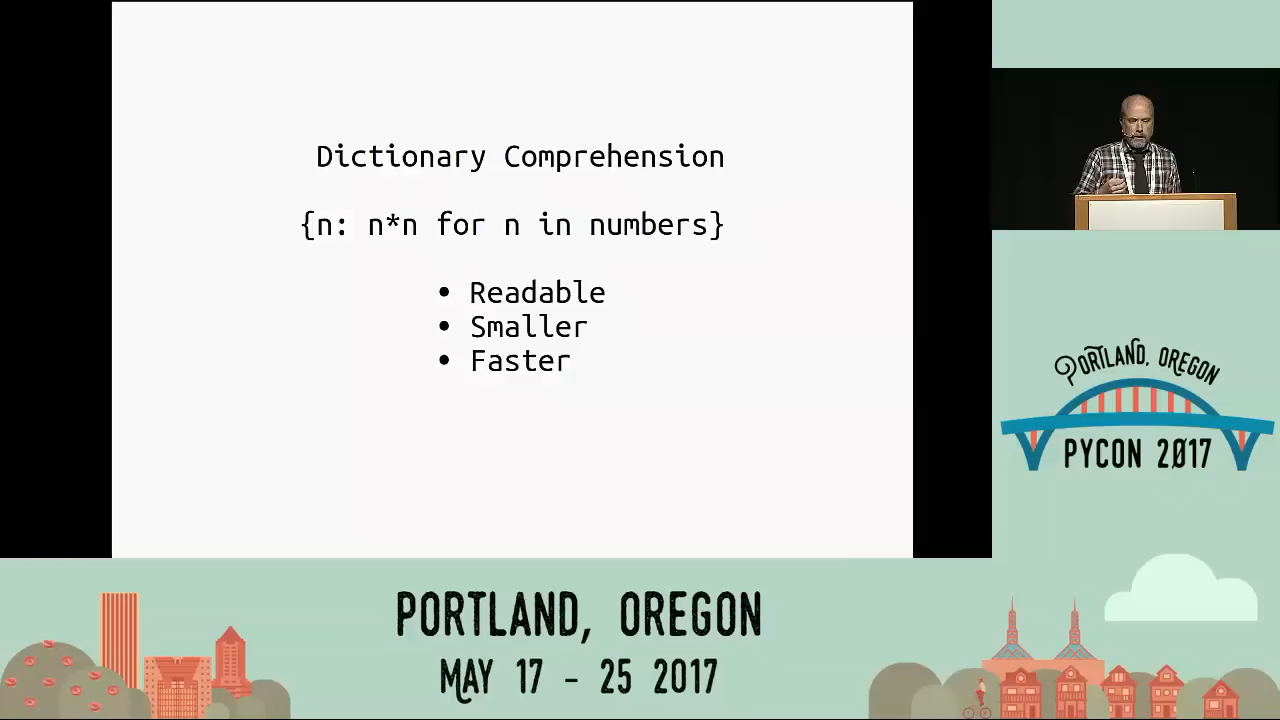 Dictionary Comprehension
{n: n*n for n in numbers}
• Readable
• Smaller
• Faster
PORTLAND, OREGON
PYCON 2017
PORTLAND, OREGON
MAY 17 - 25 2017